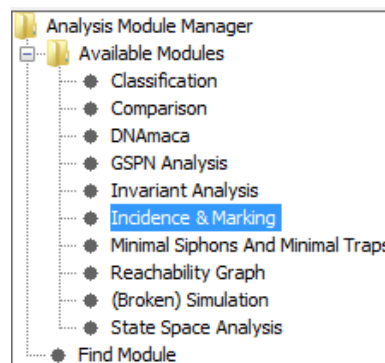 Analysis Module Manager
Available Modules
Classification
Comparison
DNAmaca
GSPN Analysis
Invariant Analysis
Incidence & Marking
Minimal Siphons And Minimal Traps
Reachability Graph
(Broken) Simulation
State Space Analysis
Find Module